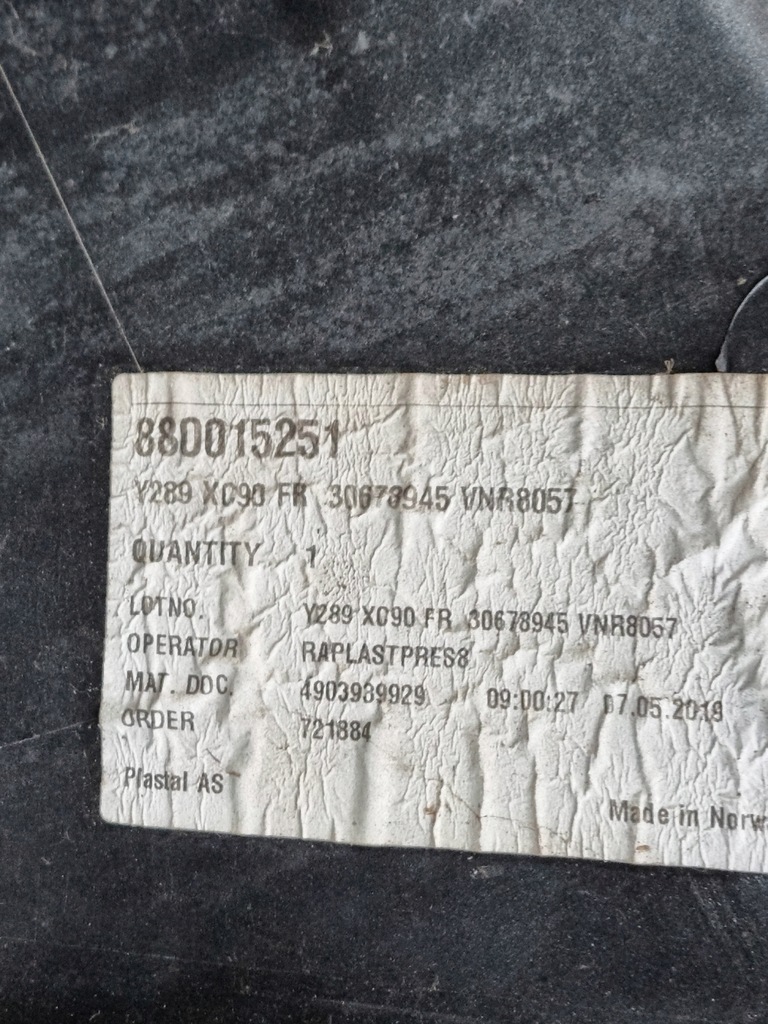 880015251
Y289 XC90 FR 30678945 VNR8057
QUANTITY 1
LOTNO. Y289 XC90 FR 30678945 VNR8057
OPERATOR RAPLASTPRES8
MAT. DOC. 4903939929 09:00:27 07.05.2019
ORDER 721884
Plastal AS
Made in Norw